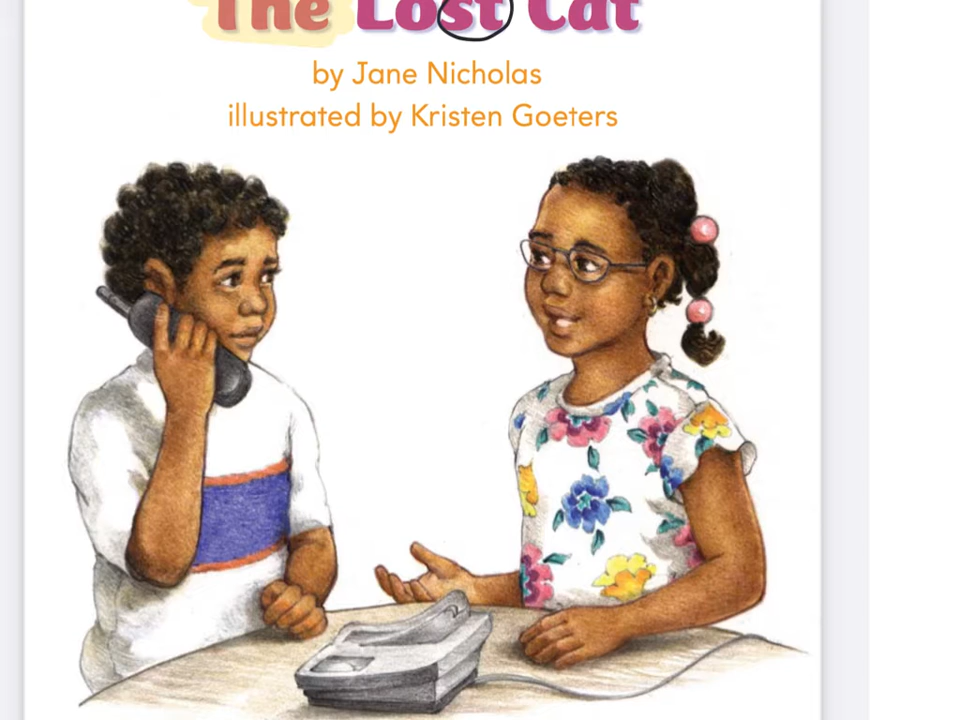 The Lost Cat
by Jane Nicholas
illustrated by Kristen Goeters